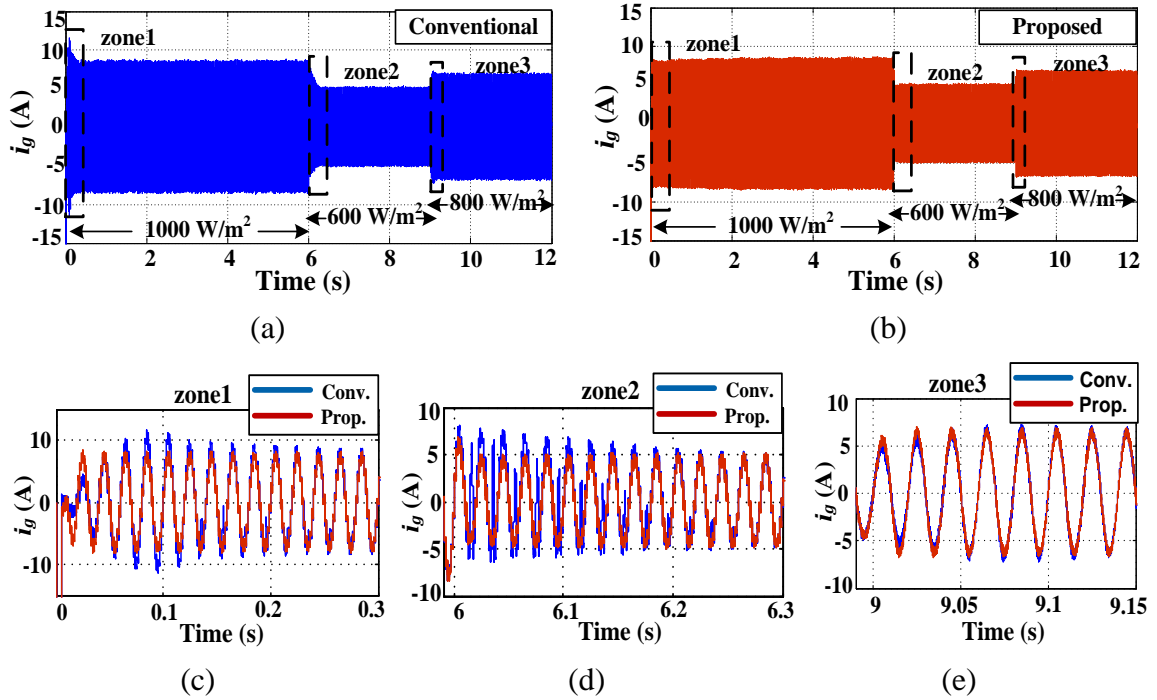 15
10
5
0
-5
-10
-15
i_g (A)
Conventional
zone1
zone2
zone3
1000 W/m²
600 W/m²
800 W/m²
0
2
4
6
8
10
12
Time (s)
(a)
15
10
5
0
-5
-10
15
i_g (A)
Proposed
zone1
zone2
zone3
1000 W/m²
600 W/m²
800 W/m²
0
2
4
6
8
10
12
Time (s)
(b)
zone1
Conv.
Prop.
10
0
-10
i_g (A)
0
0.1
0.2
0.3
Time (s)
(c)
zone2
Conv.
Prop.
10
5
0
-5
-10
i_g (A)
6
6.1
6.2
6.3
Time (s)
(d)
zone3
Conv.
Prop.
10
5
0
-5
-10
i_g (A)
9
9.05
9.1
9.15
Time (s)
(e)